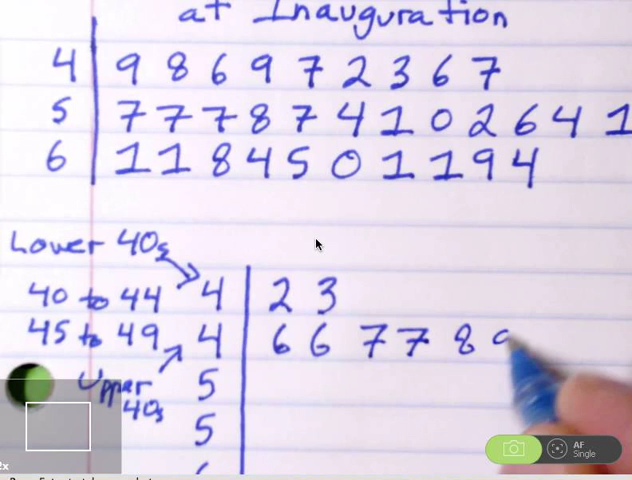 at Inauguration
4 9 8 6 9 7 2 3 6 7
5 7 7 7 8 7 4 1 0 2 6 4 1
6 1 1 8 4 5 0 1 1 9 4
Lower 40s
40 to 44 4 2 3
45 to 49 4 6 6 7 7 8
Upper 40s
5
5
AF
Single